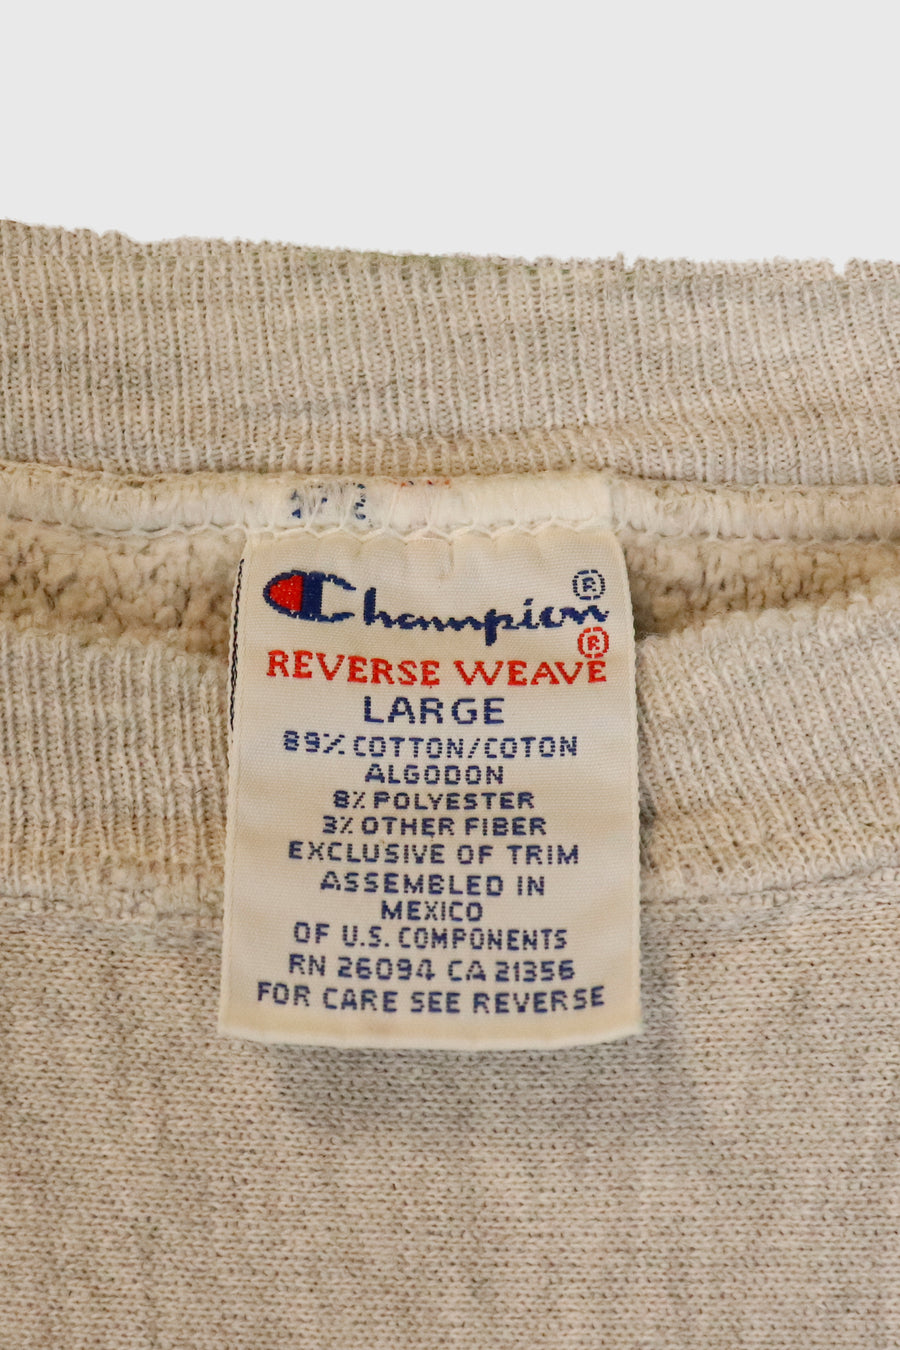 Champion ®
REVERSE WEAVE ®
LARGE
89% COTTON/COTON
ALGODON
8% POLYESTER
3% OTHER FIBER
EXCLUSIVE OF TRIM
ASSEMBLED IN
MEXICO
OF U.S. COMPONENTS
RN 26094 CA 21356
FOR CARE SEE REVERSE